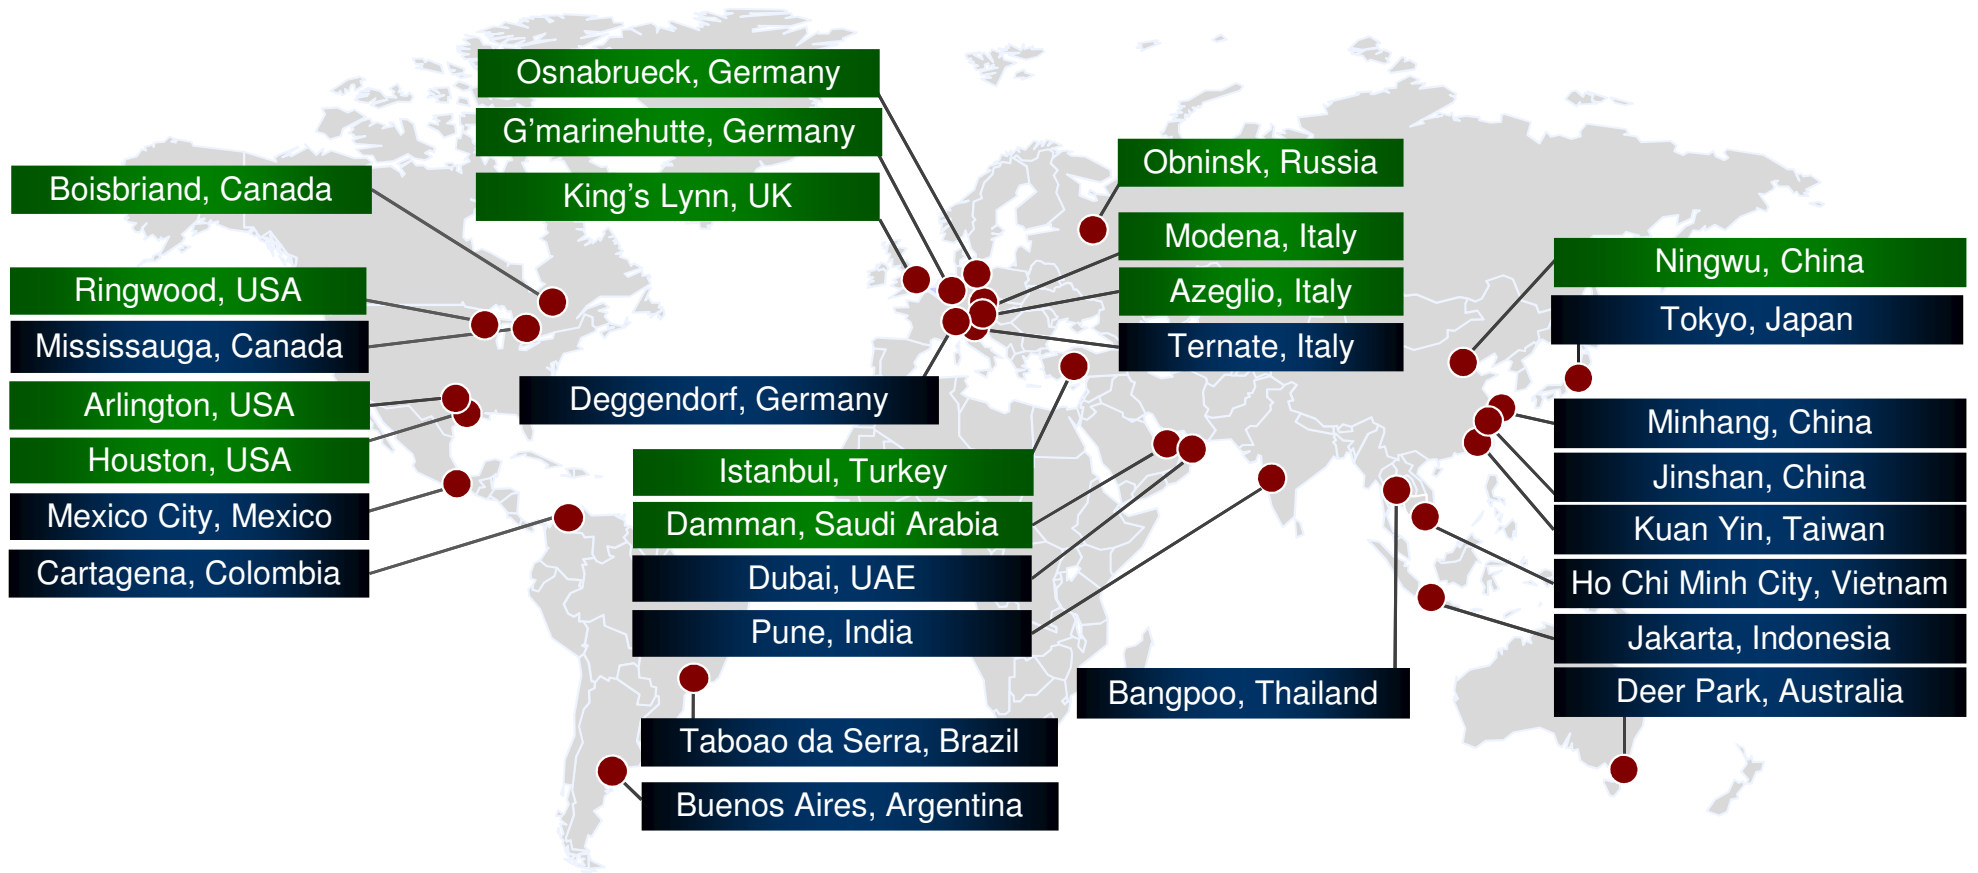 Osnabrueck, Germany
G’marinehutte, Germany
King’s Lynn, UK
Boisbriand, Canada
Ringwood, USA
Mississauga, Canada
Arlington, USA
Houston, USA
Mexico City, Mexico
Cartagena, Colombia
Deggendorf, Germany
Obninsk, Russia
Modena, Italy
Azeglio, Italy
Ternate, Italy
Istanbul, Turkey
Damman, Saudi Arabia
Dubai, UAE
Pune, India
Taboao da Serra, Brazil
Buenos Aires, Argentina
Bangpoo, Thailand
Ningwu, China
Tokyo, Japan
Minhang, China
Jinshan, China
Kuan Yin, Taiwan
Ho Chi Minh City, Vietnam
Jakarta, Indonesia
Deer Park, Australia